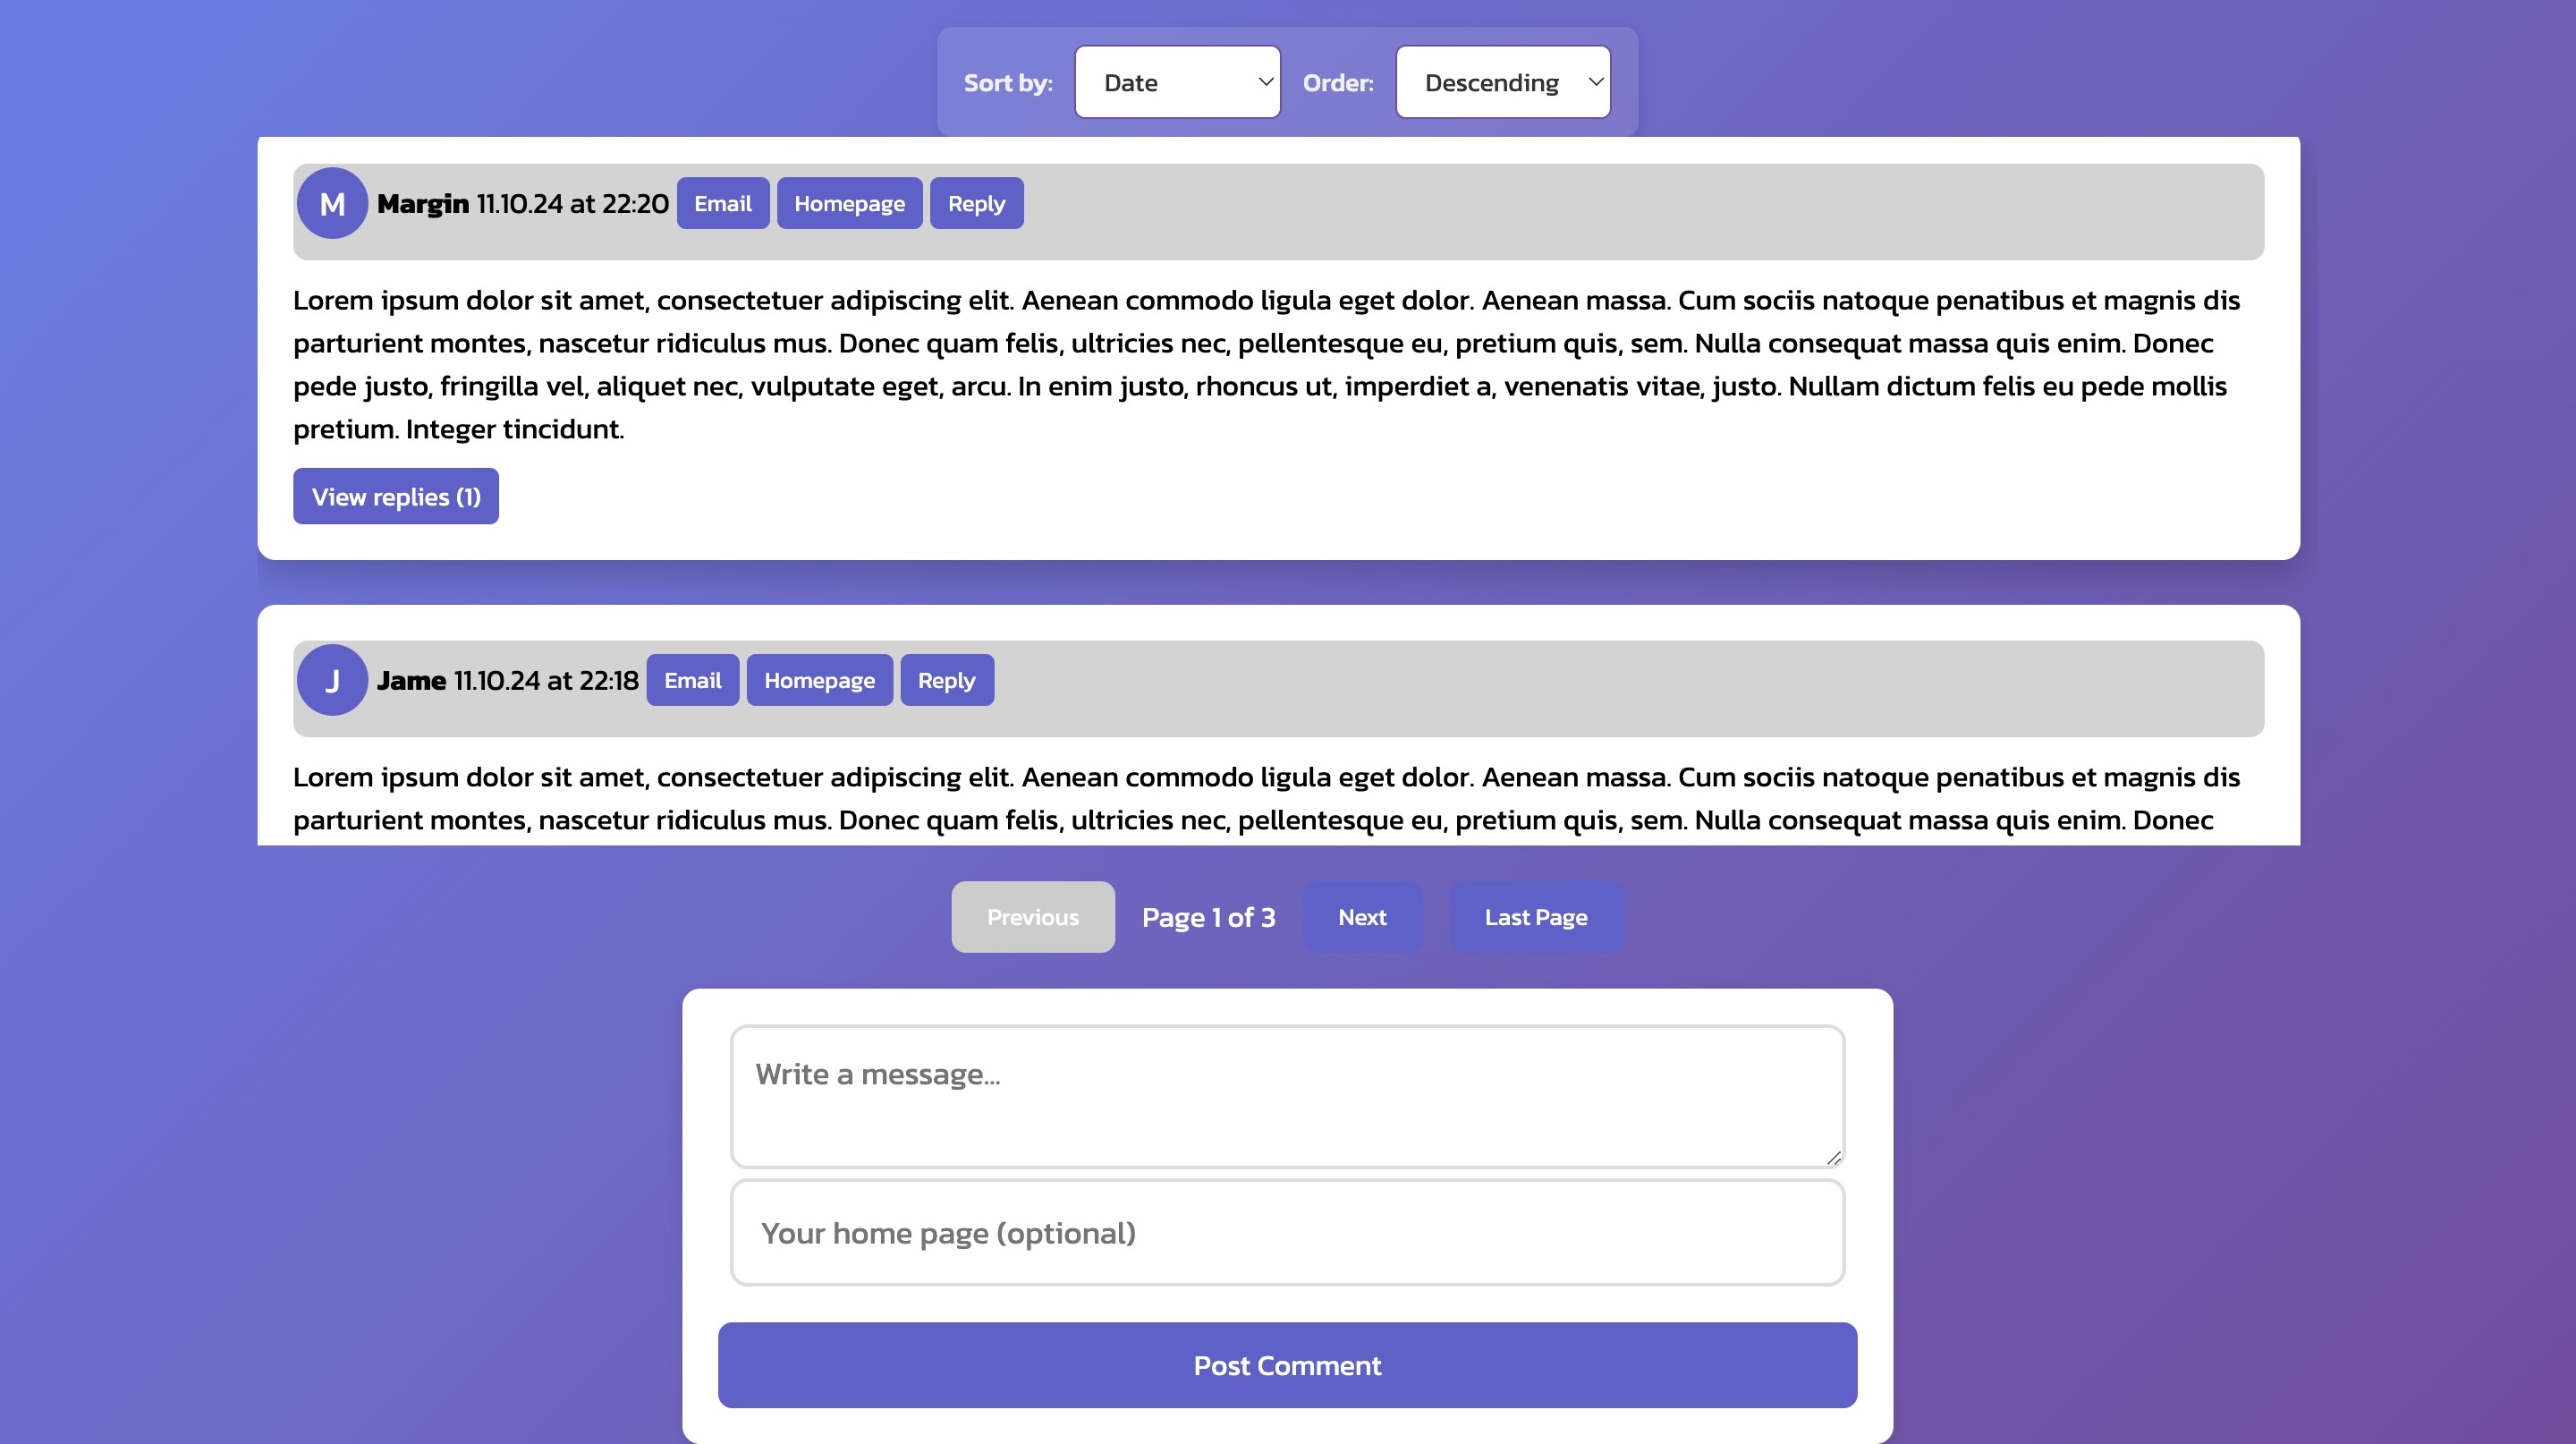 Sort by: Date Order: Descending
M Margin 11.10.24 at 22:20 Email Homepage Reply
Lorem ipsum dolor sit amet, consectetuer adipiscing elit. Aenean commodo ligula eget dolor. Aenean massa. Cum sociis natoque penatibus et magnis dis
parturient montes, nascetur ridiculus mus. Donec quam felis, ultricies nec, pellentesque eu, pretium quis, sem. Nulla consequat massa quis enim. Donec
pede justo, fringilla vel, aliquet nec, vulputate eget, arcu. In enim justo, rhoncus ut, imperdiet a, venenatis vitae, justo. Nullam dictum felis eu pede mollis
pretium. Integer tincidunt.
View replies (1)
J Jame 11.10.24 at 22:18 Email Homepage Reply
Lorem ipsum dolor sit amet, consectetuer adipiscing elit. Aenean commodo ligula eget dolor. Aenean massa. Cum sociis natoque penatibus et magnis dis
parturient montes, nascetur ridiculus mus. Donec quam felis, ultricies nec, pellentesque eu, pretium quis, sem. Nulla consequat massa quis enim. Donec
Previous Page 1 of 3 Next Last Page
Write a message...
Your home page (optional)
Post Comment